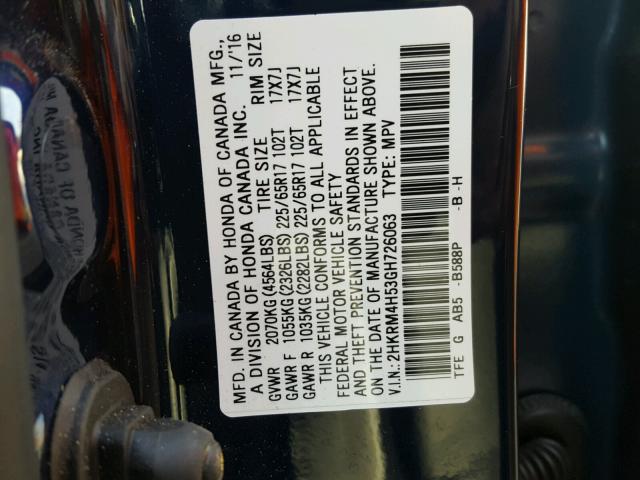 MFD. IN CANADA BY HONDA OF CANADA MFG.,
A DIVISION OF HONDA CANADA INC. 11/'16
GVWR 2070KG(4564LBS) TIRE SIZE RIM SIZE
GAWR F 1055KG(2326LBS) 225/65R17 102T 17X7J
GAWR R 1035KG(2282LBS) 225/65R17 102T 17X7J
THIS VEHICLE CONFORMS TO ALL APPLICABLE
FEDERAL MOTOR VEHICLE SAFETY
AND THEFT PREVENTION STANDARDS IN EFFECT
ON THE DATE OF MANUFACTURE SHOWN ABOVE.
V.I.N.: 2HKRM4H53GH726063 TYPE: MPV
TFE G AB5 -B588P -B -H